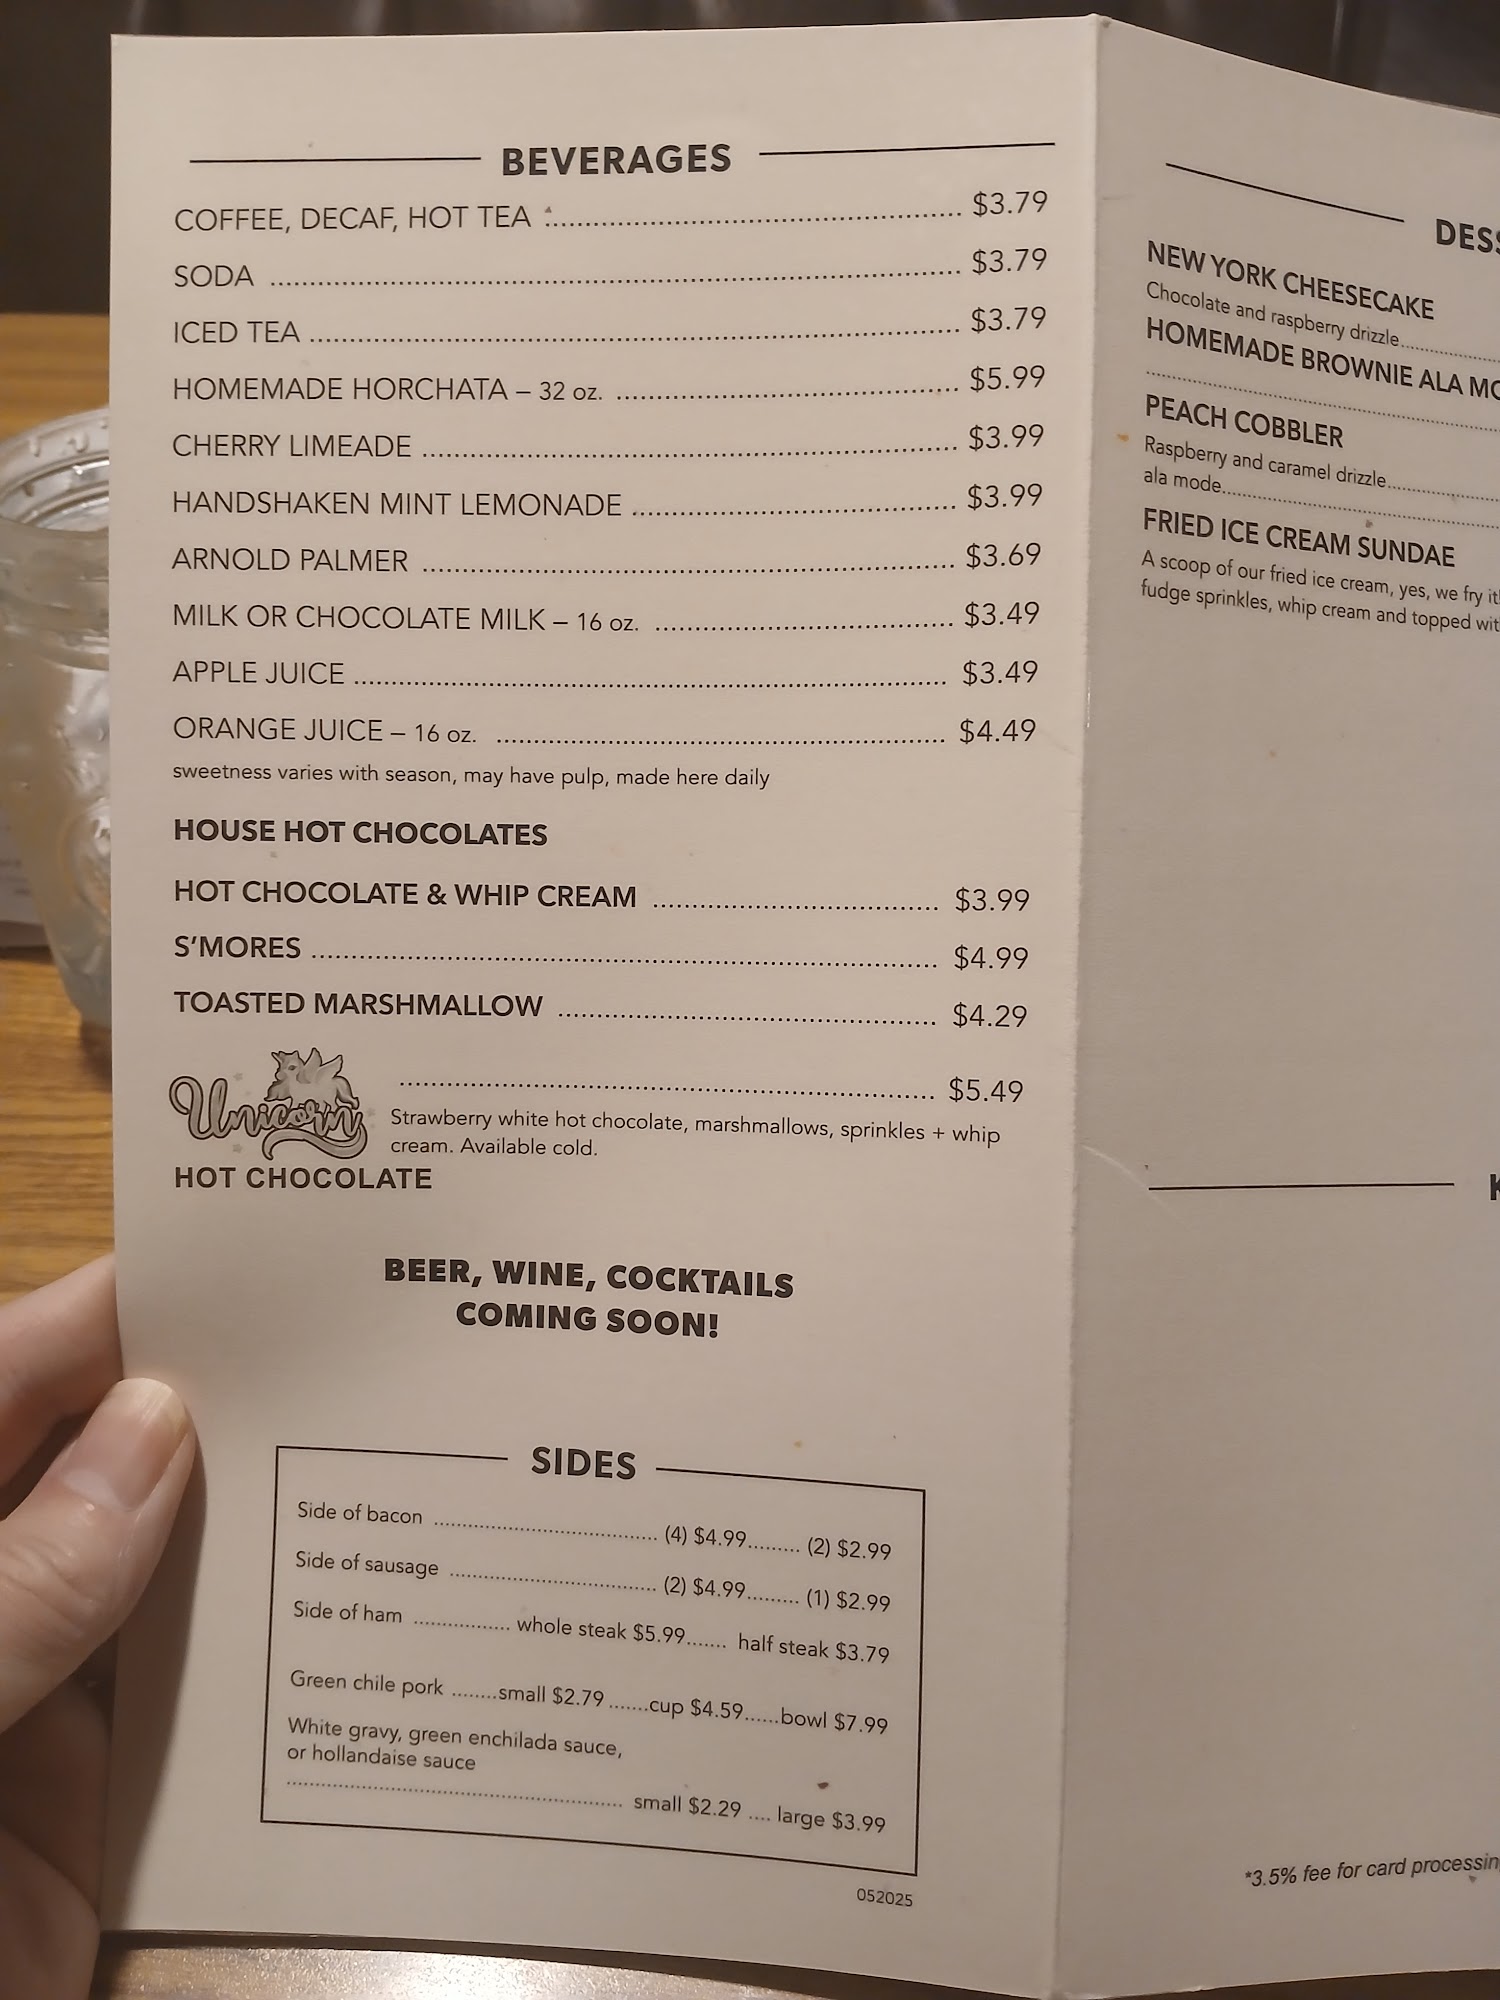 BEVERAGES
COFFEE, DECAF, HOT TEA ........ $3.79
SODA ........ $3.79
ICED TEA ........ $3.79
HOMEMADE HORCHATA – 32 oz. ........ $5.99
CHERRY LIMEADE ........ $3.99
HANDSHAKEN MINT LEMONADE ........ $3.99
ARNOLD PALMER ........ $3.69
MILK OR CHOCOLATE MILK – 16 oz. ........ $3.49
APPLE JUICE ........ $3.49
ORANGE JUICE – 16 oz. ........ $4.49
sweetness varies with season, may have pulp, made here daily
HOUSE HOT CHOCOLATES
HOT CHOCOLATE & WHIP CREAM ........ $3.99
S'MORES ........ $4.99
TOASTED MARSHMALLOW ........ $4.29
Unicorn ........ $5.49
Strawberry white hot chocolate, marshmallows, sprinkles + whip
cream. Available cold.
HOT CHOCOLATE
BEER, WINE, COCKTAILS
COMING SOON!
SIDES
Side of bacon ........ (4) $4.99......... (2) $2.99
Side of sausage ........ (2) $4.99......... (1) $2.99
Side of ham ........ whole steak $5.99....... half steak $3.79
Green chile pork ........small $2.79 .......cup $4.59......bowl $7.99
White gravy, green enchilada sauce,
or hollandaise sauce
........ small $2.29 .... large $3.99
052025
NEW YORK CHEESECAKE
Chocolate and raspberry drizzle........
HOMEMADE BROWNIE ALA
PEACH COBBLER
Raspberry and caramel drizzle........
ala mode........
FRIED ICE CREAM SUNDAE
A scoop of our fried ice cream, yes, we fry
fudge sprinkles, whip cream and topped
*3.5% fee for card